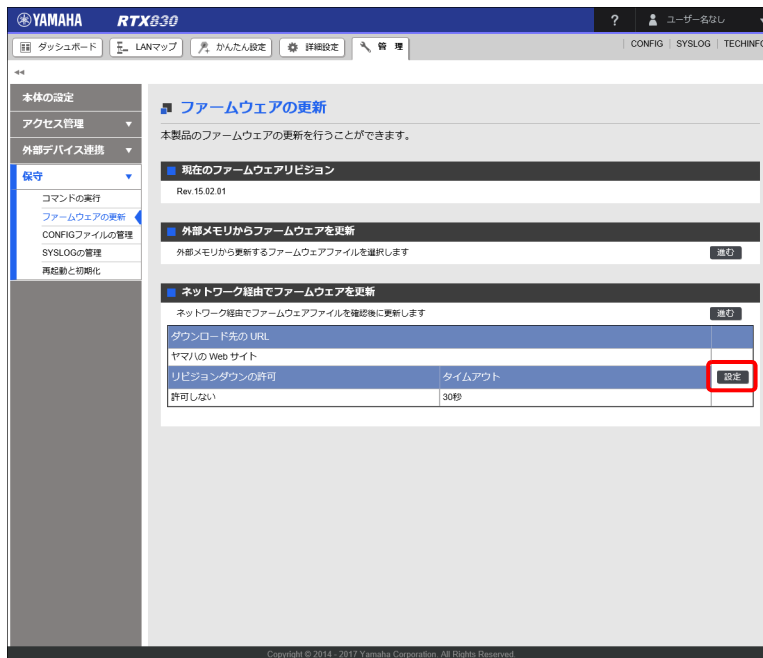 YAMAHA RTX830 ? ユーザー名なし
ダッシュボード LANマップ かんたん設定 詳細設定 管理 CONFIG SYSLOG TECHINFO
本体の設定
アクセス管理
外部デバイス連携
保守
コマンドの実行
ファームウェアの更新
CONFIGファイルの管理
SYSLOGの管理
再起動と初期化
ファームウェアの更新
本製品のファームウェアの更新を行うことができます。
現在のファームウェアリビジョン
Rev.15.02.01
外部メモリからファームウェアを更新
外部メモリから更新するファームウェアファイルを選択します 進む
ネットワーク経由でファームウェアを更新
ネットワーク経由でファームウェアファイルを確認後に更新します 進む
ダウンロード先の URL
ヤマハの Web サイト
リビジョンダウンの許可 タイムアウト 設定
許可しない 30秒
Copyright © 2014 - 2017 Yamaha Corporation. All Rights Reserved.